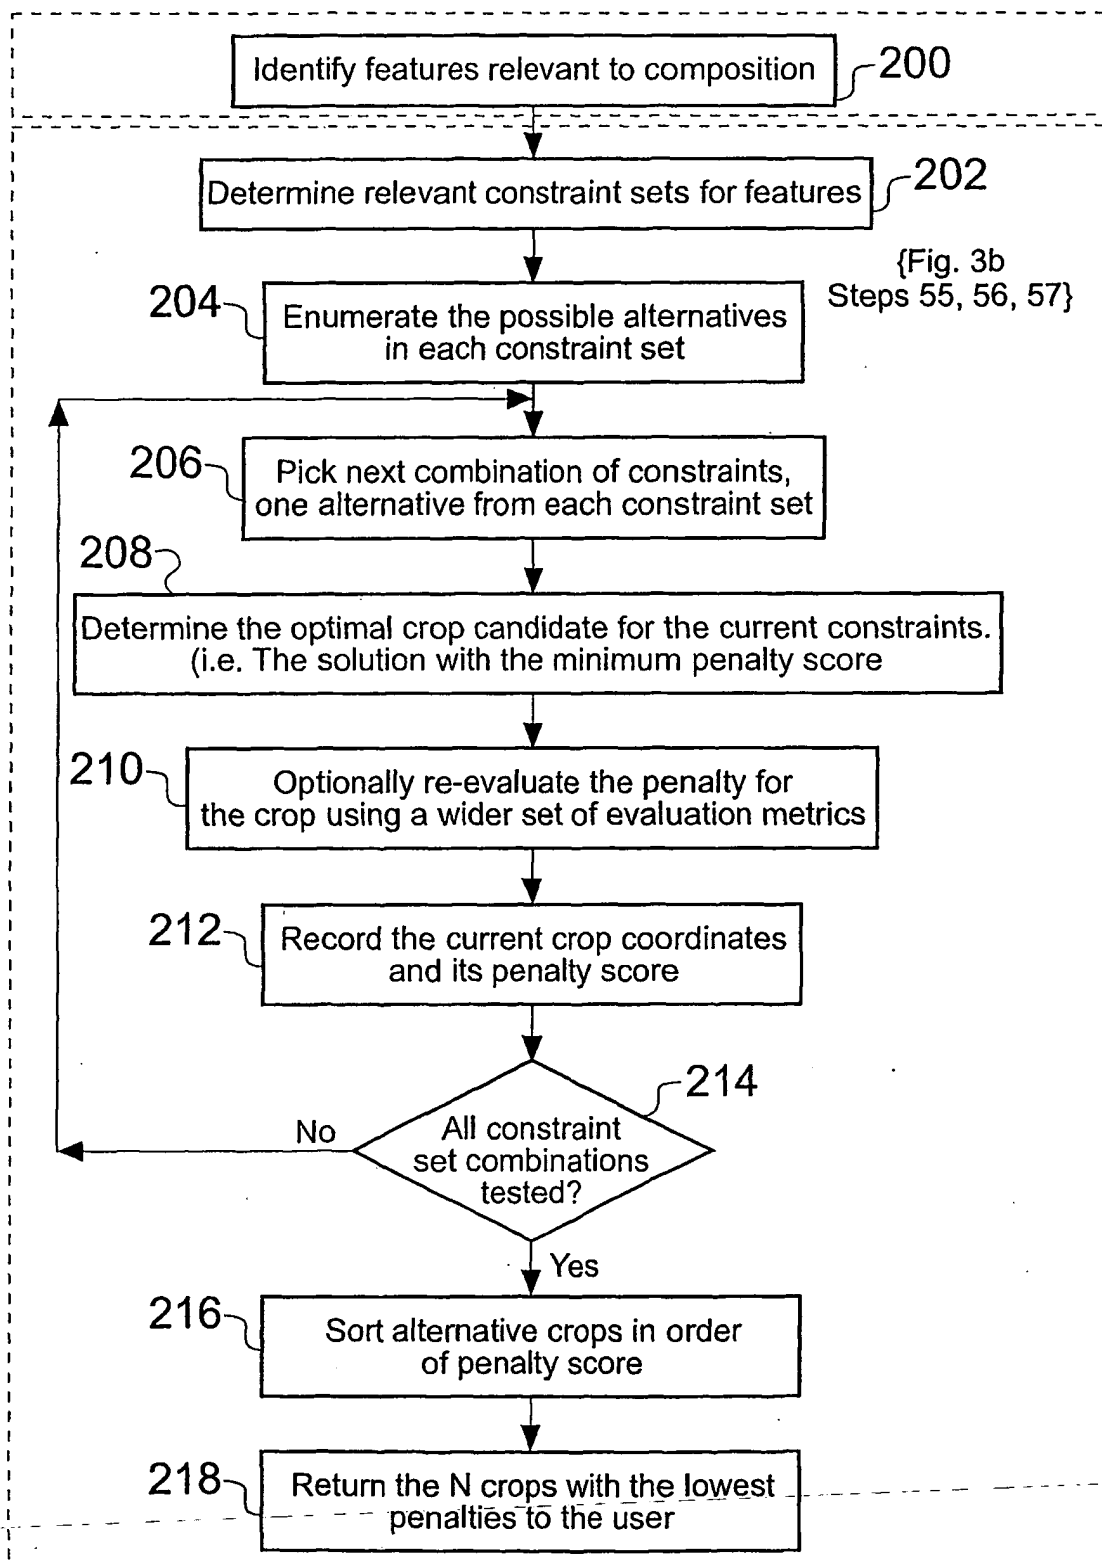 Identify features relevant to composition
200
Determine relevant constraint sets for features
202
{Fig. 3b
Steps 55, 56, 57}
204
Enumerate the possible alternatives
in each constraint set
206
Pick next combination of constraints,
one alternative from each constraint set
208
Determine the optimal crop candidate for the current constraints.
(i.e. The solution with the minimum penalty score
210
Optionally re-evaluate the penalty for
the crop using a wider set of evaluation metrics
212
Record the current crop coordinates
and its penalty score
214
All constraint
set combinations
tested?
No
Yes
216
Sort alternative crops in order
of penalty score
218
Return the N crops with the lowest
penalties to the user